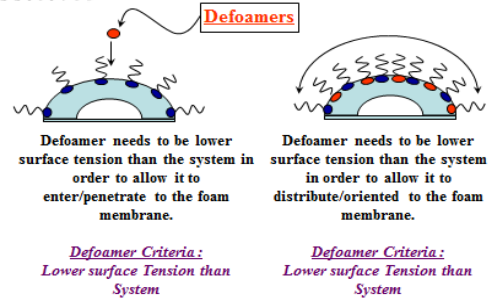 Defoamers
Defoamer needs to be lower
surface tension than the system in
order to allow it to
enter/penetrate to the foam
membrane.
Defoamer Criteria:
Lower surface Tension than
System
Defoamer needs to be lower
surface tension than the system
in order to allow it to
distribute/oriented to the foam
membrane.
Defoamer Criteria:
Lower surface Tension than
System